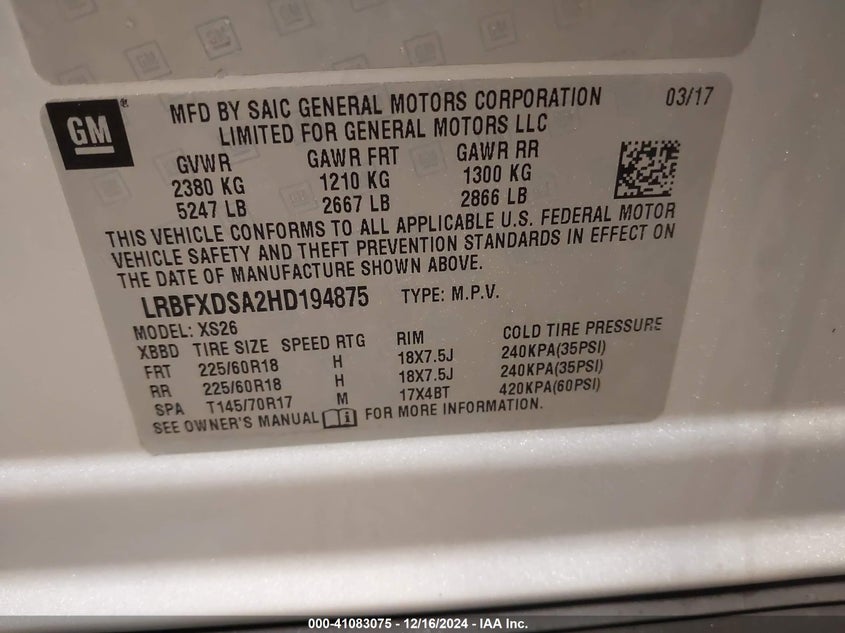 GM
MFD BY SAIC GENERAL MOTORS CORPORATION 03/17
LIMITED FOR GENERAL MOTORS LLC
GVWR GAWR FRT GAWR RR
2380 KG 1210 KG 1300 KG
5247 LB 2667 LB 2866 LB
THIS VEHICLE CONFORMS TO ALL APPLICABLE U.S. FEDERAL MOTOR
VEHICLE SAFETY AND THEFT PREVENTION STANDARDS IN EFFECT ON
THE DATE OF MANUFACTURE SHOWN ABOVE.
LRBFXDSA2HD194875 TYPE: M.P.V.
MODEL: XS26
XBBD TIRE SIZE SPEED RTG RIM COLD TIRE PRESSURE
FRT 225/60R18 H 18X7.5J 240KPA(35PSI)
RR 225/60R18 H 18X7.5J 240KPA(35PSI)
SPA T145/70R17 M 17X4BT 420KPA(60PSI)
SEE OWNER'S MANUAL FOR MORE INFORMATION.
000-41083075 - 12/16/2024 - IAA Inc.